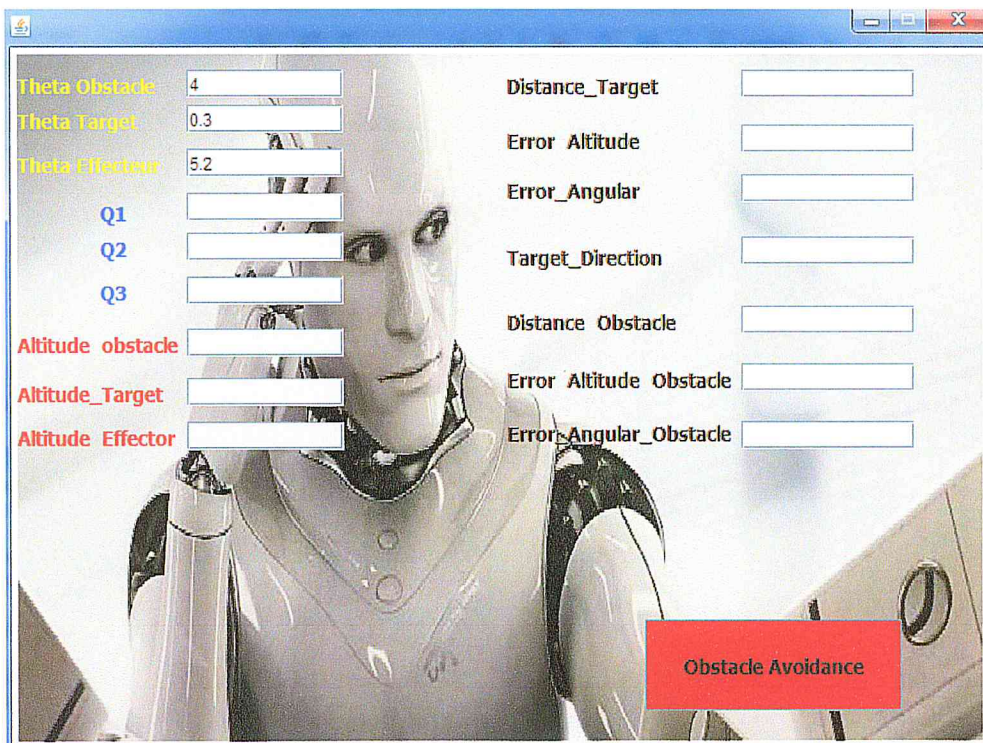 Theta Obstacle 4
Theta Target 0.3
Theta Effecteur 5.2
Q1
Q2
Q3
Altitude obstacle
Altitude_Target
Altitude Effector
Distance_Target
Error Altitude
Error_Angular
Target_Direction
Distance Obstacle
Error Altitude Obstacle
Error_Angular_Obstacle
Obstacle Avoidance